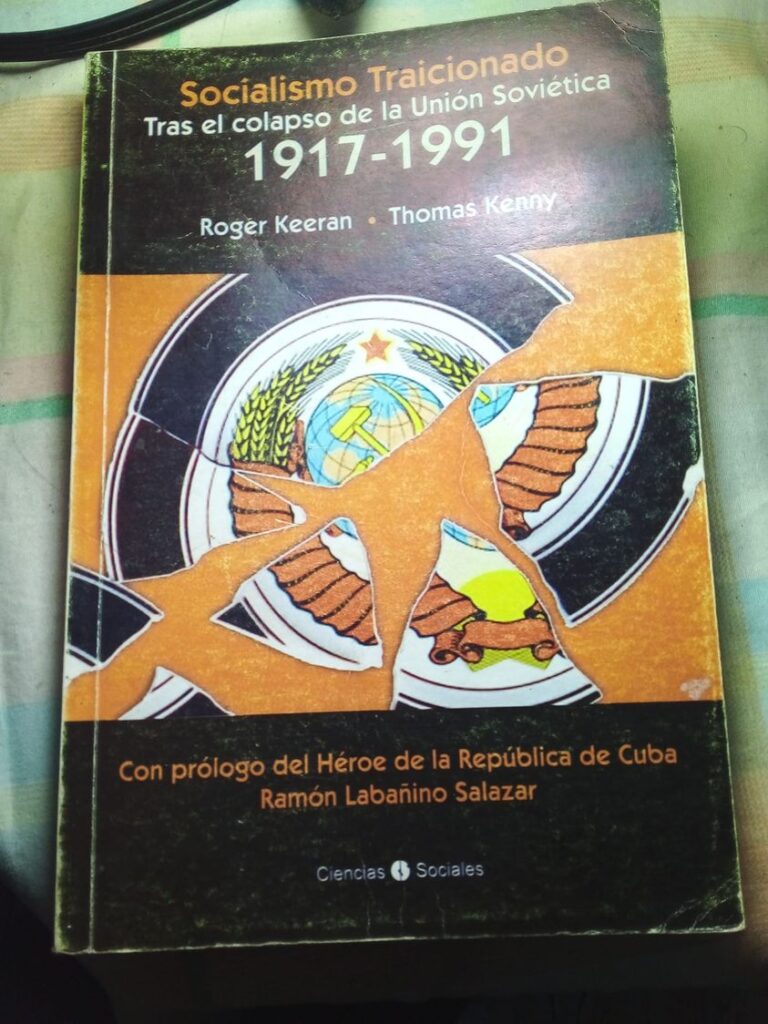 Socialismo Traicionado
Tras el colapso de la Unión Soviética
1917-1991
Roger Keeran • Thomas Kenny
Con prólogo del Héroe de la República de Cuba
Ramón Labañino Salazar
Ciencias Sociales